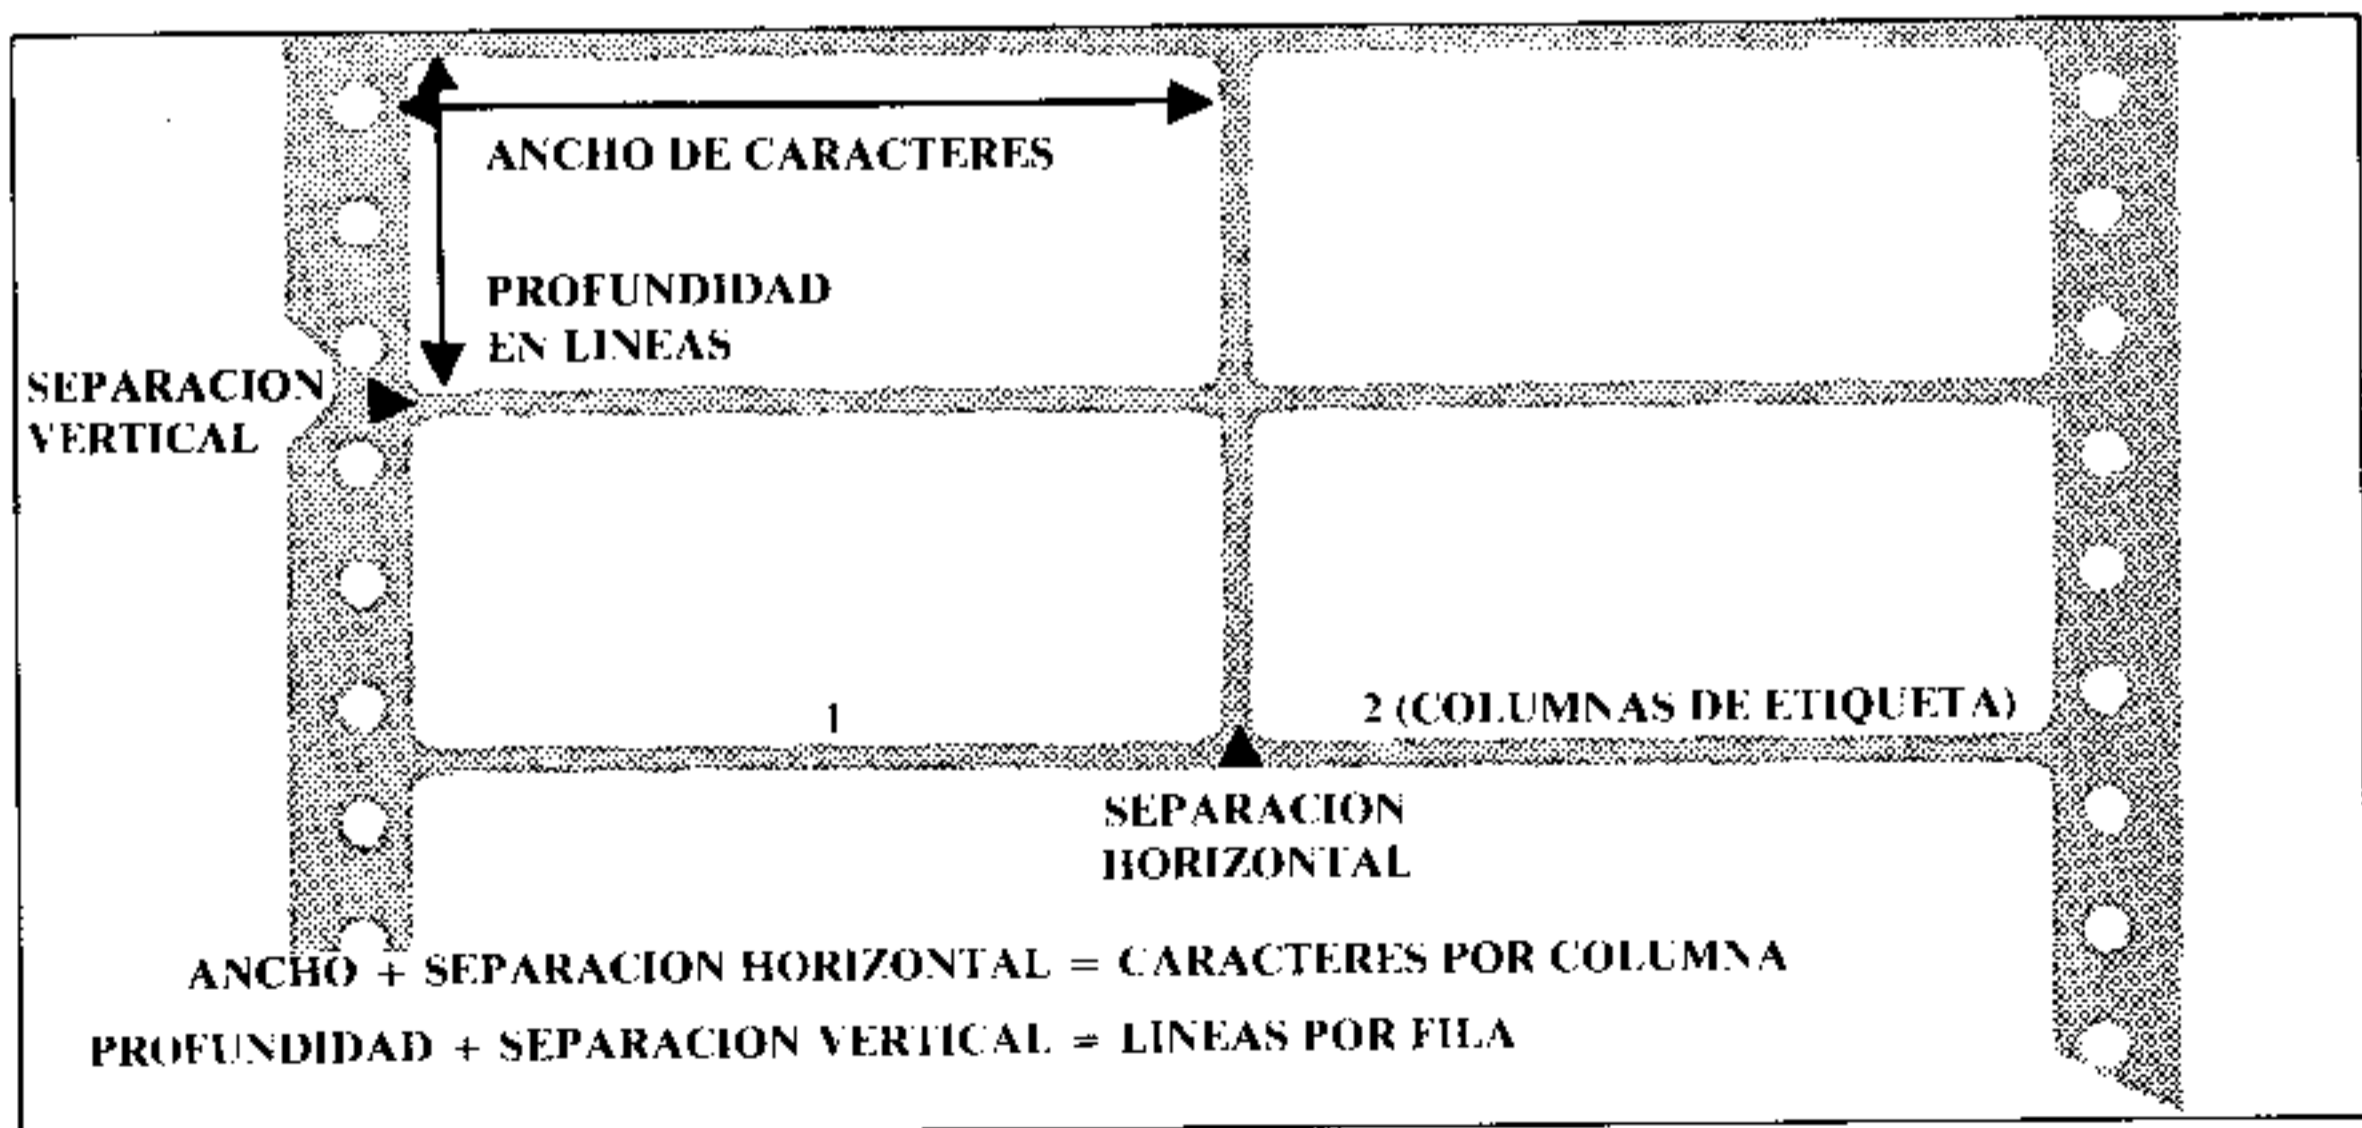 ANCHO DE CARACTERES
PROFUNDIDAD
EN LINEAS
SEPARACION
VERTICAL
1
2 (COLUMNAS DE ETIQUETA)
SEPARACION
HORIZONTAL
ANCHO + SEPARACION HORIZONTAL = CARACTERES POR COLUMNA
PROFUNDIDAD + SEPARACION VERTICAL = LINEAS POR FILA